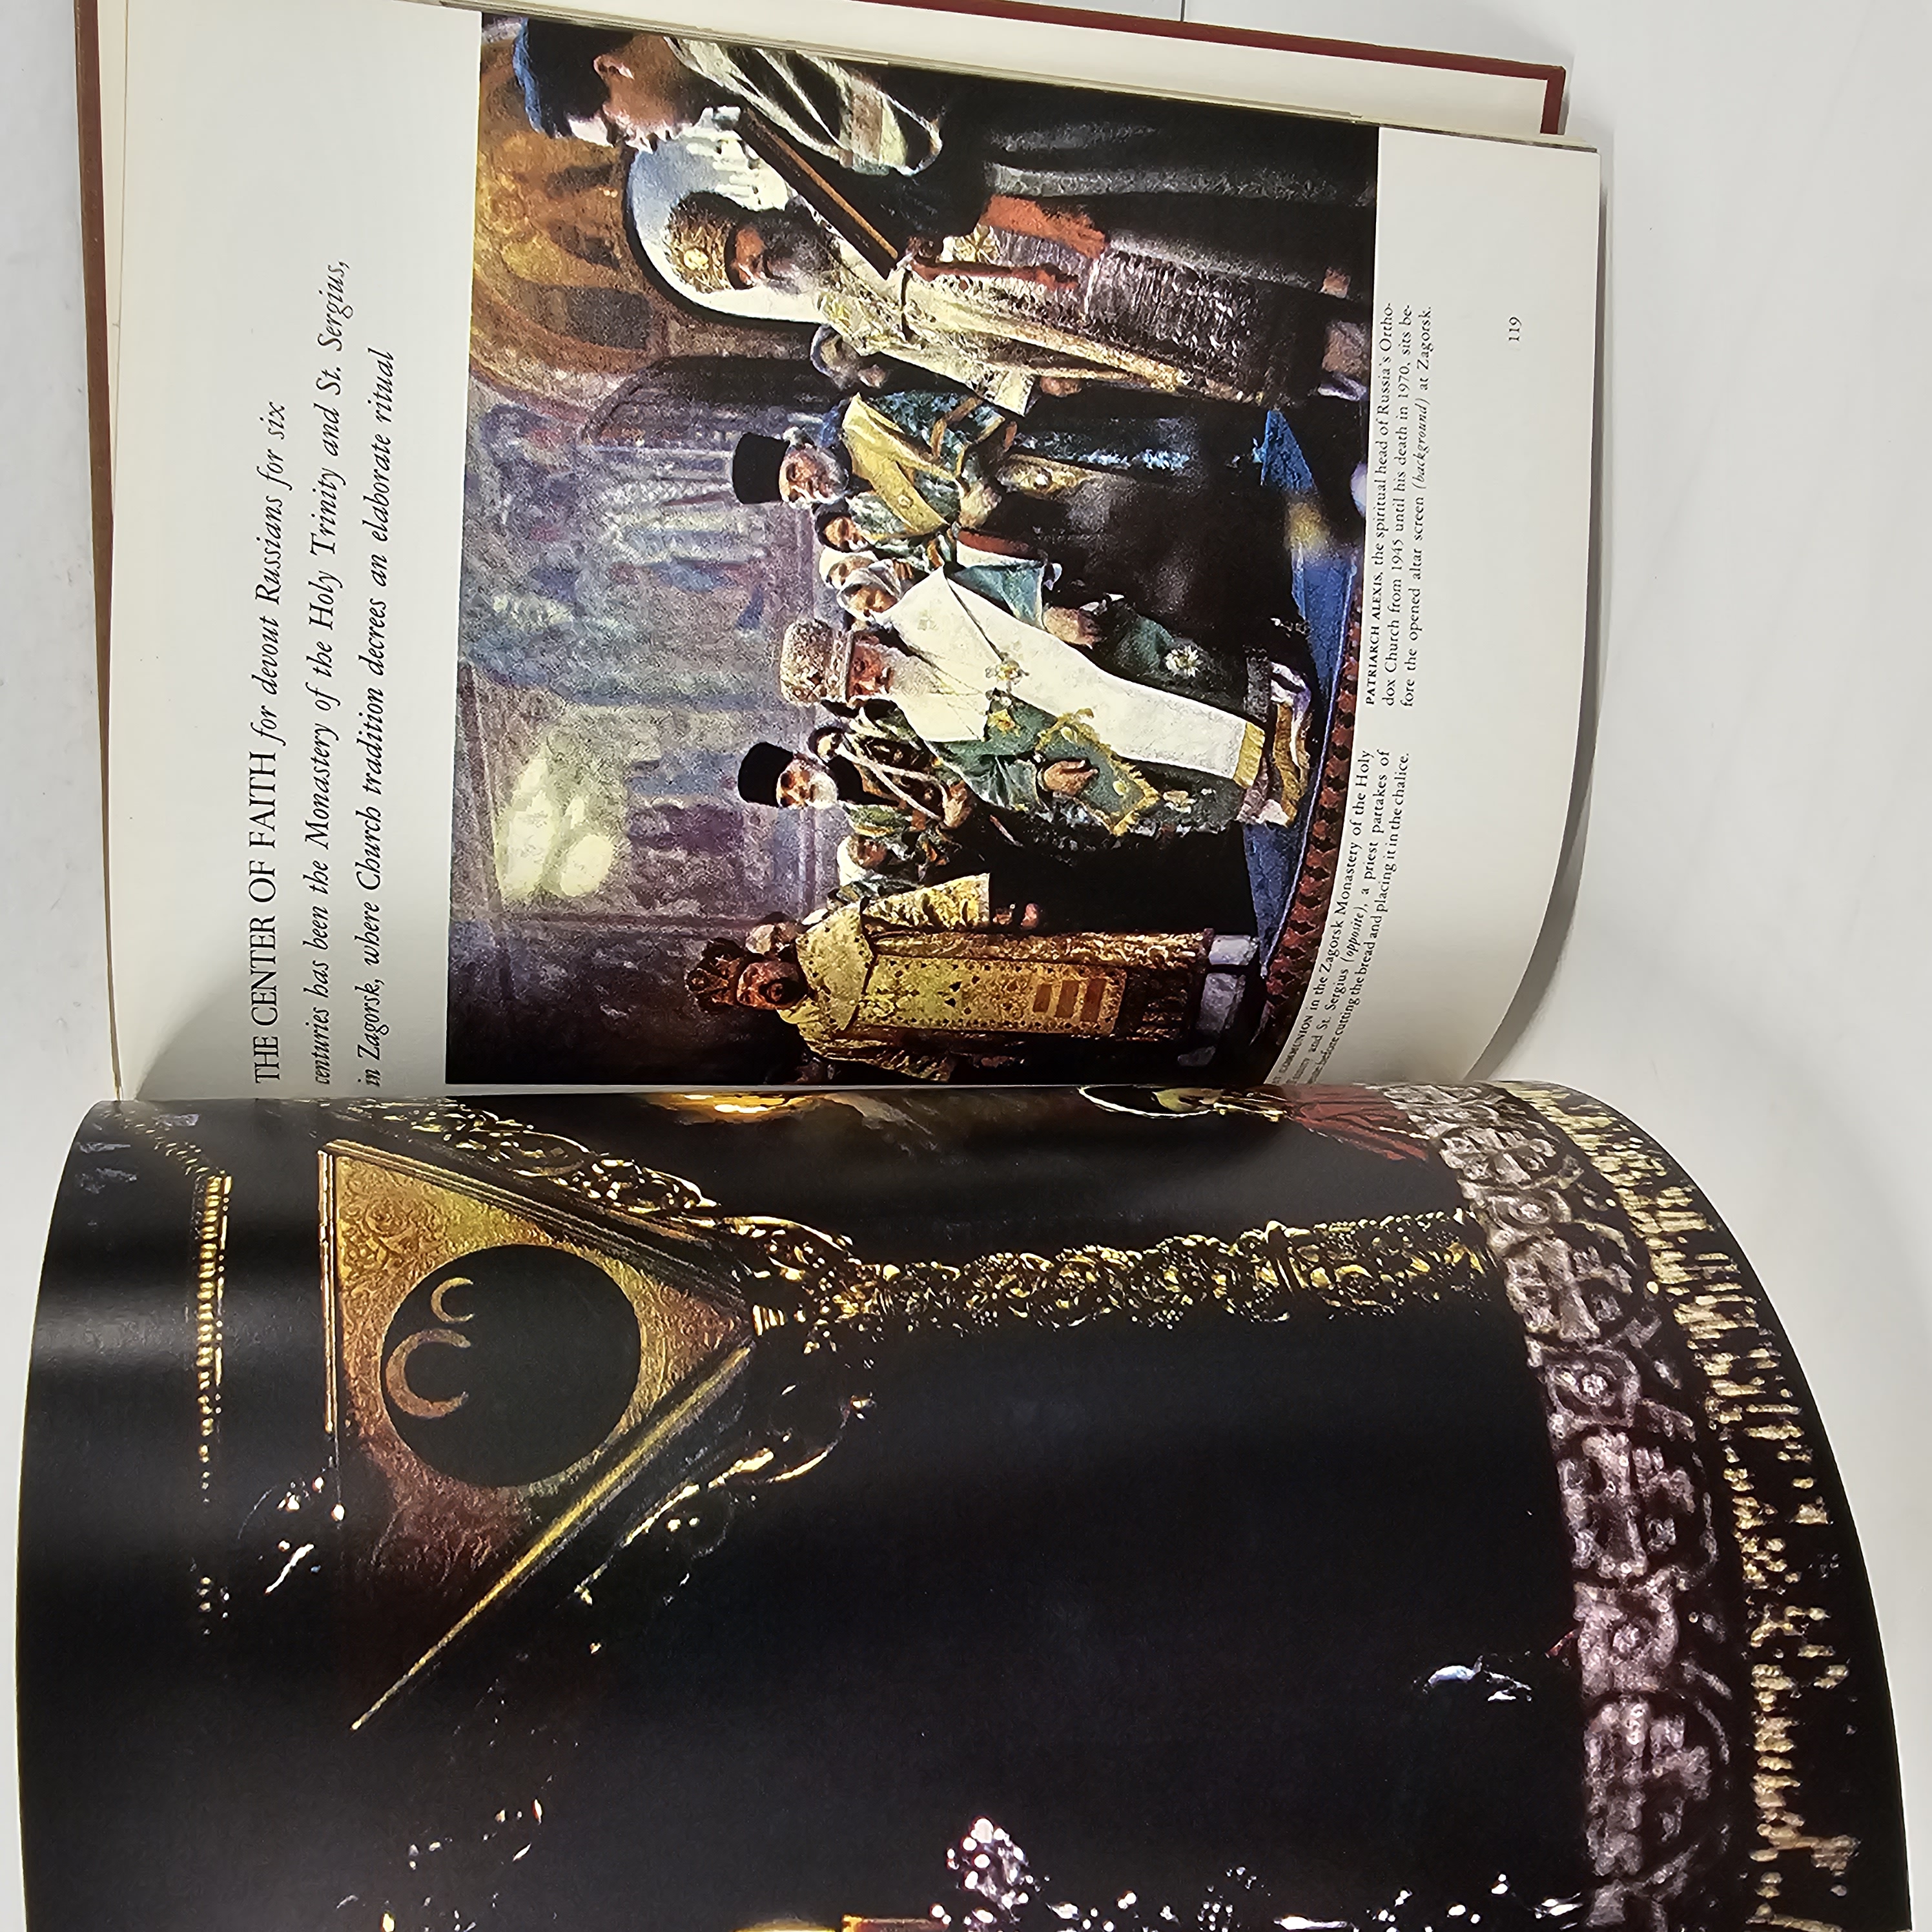 THE CENTER OF FAITH for devout Russians for six
centuries has been the Monastery of the Holy Trinity and St. Sergius,
in Zagorsk, where Church tradition decrees an elaborate ritual
COMMUNION in the Zagorsk Monastery of the Holy
and St. Sergius (opposite), a priest partakes of
before cutting the bread and placing it in the chalice.
PATRIARCH ALEXIS, the spiritual head of Russia's Ortho-
dox Church from 1945 until his death in 1970, sits be-
fore the opened altar screen (background) at Zagorsk.
119